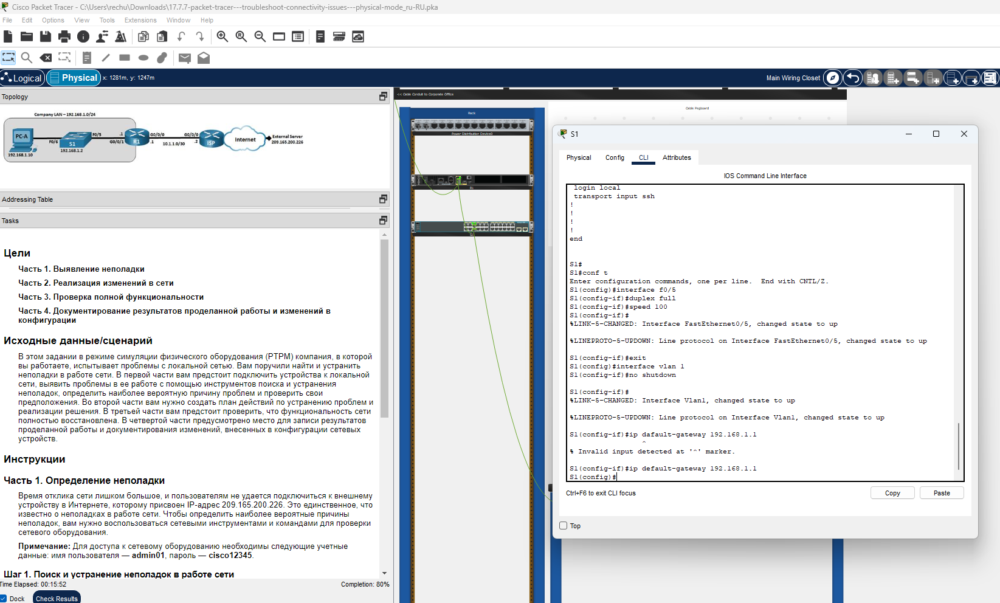 Cisco Packet Tracer - C:\Users\rechu\Downloads\17.7.7-packet-tracer---troubleshoot-connectivity-issues---physical-mode_ru-RU.pka
File Edit Options View Tools Extensions Window Help
Logical
Physical
x: 1281m, y: 1247m
Main Wiring Closet
Topology
Company LAN – 192.168.1.0/24
PC-A
F0/6
192.168.1.10
S1
192.168.1.2
F0/5
G0/0/1
.1
R1
G0/0/0
.1
10.1.1.0/30
G0/0/0
.2
ISP
Internet
External Server
209.165.200.226
Addressing Table
Tasks
Цели
Часть 1. Выявление неполадки
Часть 2. Реализация изменений в сети
Часть 3. Проверка полной функциональности
Часть 4. Документирование результатов проделанной работы и изменений в
конфигурации
Исходные данные/сценарий
В этом задании в режиме симуляции физического оборудования (PTPM) компания, в которой
вы работаете, испытывает проблемы с локальной сетью. Вам поручили найти и устранить
неполадки в работе сети. В первой части вам предстоит подключить устройства к локальной
сети, выявить проблемы в ее работе с помощью инструментов поиска и устранения
неполадок, определить наиболее вероятную причину проблем и проверить свои
предположения. Во второй части вам нужно создать план действий по устранению проблем и
реализации решения. В третьей части вам предстоит проверить, что функциональность сети
полностью восстановлена. В четвертой части предусмотрено место для записи результатов
проделанной работы и документирования изменений, внесенных в конфигурации сетевых
устройств.
Инструкции
Часть 1. Определение неполадки
Время отклика сети лишком большое, и пользователям не удается подключиться к внешнему
устройству в Интернете, которому присвоен IP-адрес 209.165.200.226. Это единственное, что
известно о неполадках в работе сети. Чтобы определить наиболее вероятные причины
неполадок, вам нужно воспользоваться сетевыми инструментами и командами для проверки
сетевого оборудования.
Примечание: Для доступа к сетевому оборудованию необходимы следующие учетные
данные: имя пользователя — admin01, пароль — cisco12345.
Шаг 1. Поиск и устранение неполадок в работе сети
Time Elapsed: 00:15:52
Completion: 80%
Dock
Check Results
<< Cable Conduit to Corporate Office
Cable Pegboard
Rack
Power Distribution Device0
R1
S1
S1
Physical Config CLI Attributes
IOS Command Line Interface
login local
transport input ssh
!
!
!
!
end
S1#
S1#conf t
Enter configuration commands, one per line.  End with CNTL/Z.
S1(config)#interface f0/5
S1(config-if)#duplex full
S1(config-if)#speed 100
S1(config-if)#
%LINK-5-CHANGED: Interface FastEthernet0/5, changed state to up
%LINEPROTO-5-UPDOWN: Line protocol on Interface FastEthernet0/5, changed state to up
S1(config-if)#exit
S1(config)#interface vlan 1
S1(config-if)#no shutdown
S1(config-if)#
%LINK-5-CHANGED: Interface Vlan1, changed state to up
%LINEPROTO-5-UPDOWN: Line protocol on Interface Vlan1, changed state to up
S1(config-if)#ip dafault-gateway 192.168.1.1
^
% Invalid input detected at '^' marker.
S1(config-if)#ip default-gateway 192.168.1.1
S1(config)#
Ctrl+F6 to exit CLI focus
Copy
Paste
Top